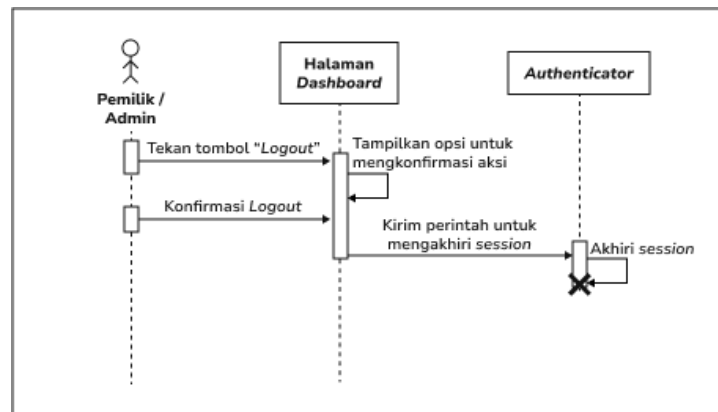 Halaman
Dashboard
Authenticator
Pemilik /
Admin
Tekan tombol “Logout”
Tampilkan opsi untuk
mengkonfirmasi aksi
Konfirmasi Logout
Kirim perintah untuk
mengakhiri session
Akhiri session